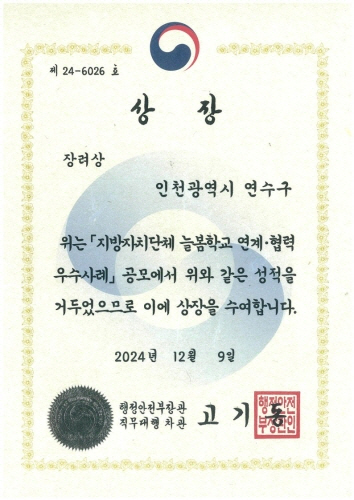 제 24-6026 호
상 장
장려상
인천광역시 연수구
위는 「지방자치단체 늘봄학교 연계·협력
우수사례」 공모에서 위와 같은 성적을
거두었으므로 이에 상장을 수여합니다.
2024년 12월 9일
행정안전부장관
직무대행 차관 고기동
행정안전
부장관인